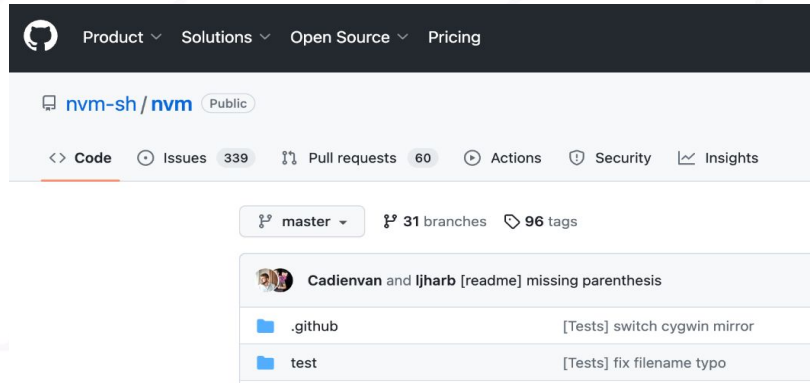 Product Solutions Open Source Pricing
nvm-sh / nvm Public
<> Code Issues 339 Pull requests 60 Actions Security Insights
master 31 branches 96 tags
Cadienvan and ljharb [readme] missing parenthesis
.github [Tests] switch cygwin mirror
test [Tests] fix filename typo